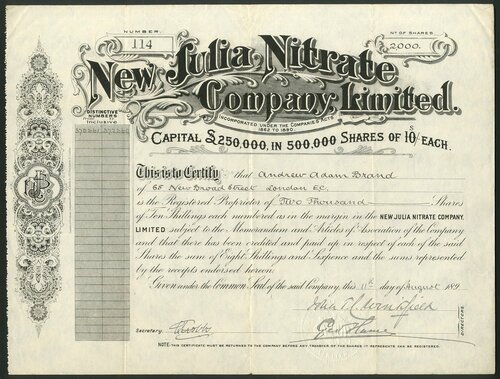 NUMBER.
114
Nº OF SHARES.
2000.
New Julia Nitrate
Company, Limited.
INCORPORATED UNDER THE COMPANIES' ACTS
1862 TO 1890.
DISTINCTIVE
NUMBERS
inclusive
CAPITAL £250,000, IN 500,000 SHARES OF 10/s EACH.
This is to Certify that Andrew Adam Brand
of 65 New Broad Street London E.C.
is the Registered Proprietor of Two Thousand Shares
of Ten Shillings each numbered as in the margin in the NEW JULIA NITRATE COMPANY,
LIMITED subject to the Memorandum and Articles of Association of the Company
and that there has been credited and paid up in respect of each of the said
Shares the sum of Eight Shillings and Sixpence and the sums represented
by the receipts endorsed hereon.
Given under the Common Seal of the said Company, this 11th day of August 189
Secretary.
DIRECTORS.
NOTE: THIS CERTIFICATE MUST BE RETURNED TO THE COMPANY BEFORE ANY TRANSFER OF THE SHARES IT REPRESENTS CAN BE REGISTERED.